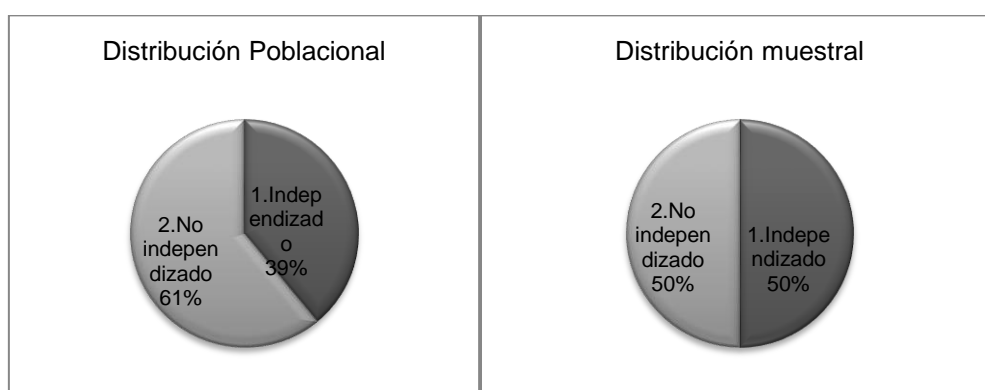 Distribución Poblacional
1.Indep
endizad
o
39%
2.No
indepen
dizado
61%
Distribución muestral
2.No
indepen
dizado
50%
1.Indepe
ndizado
50%